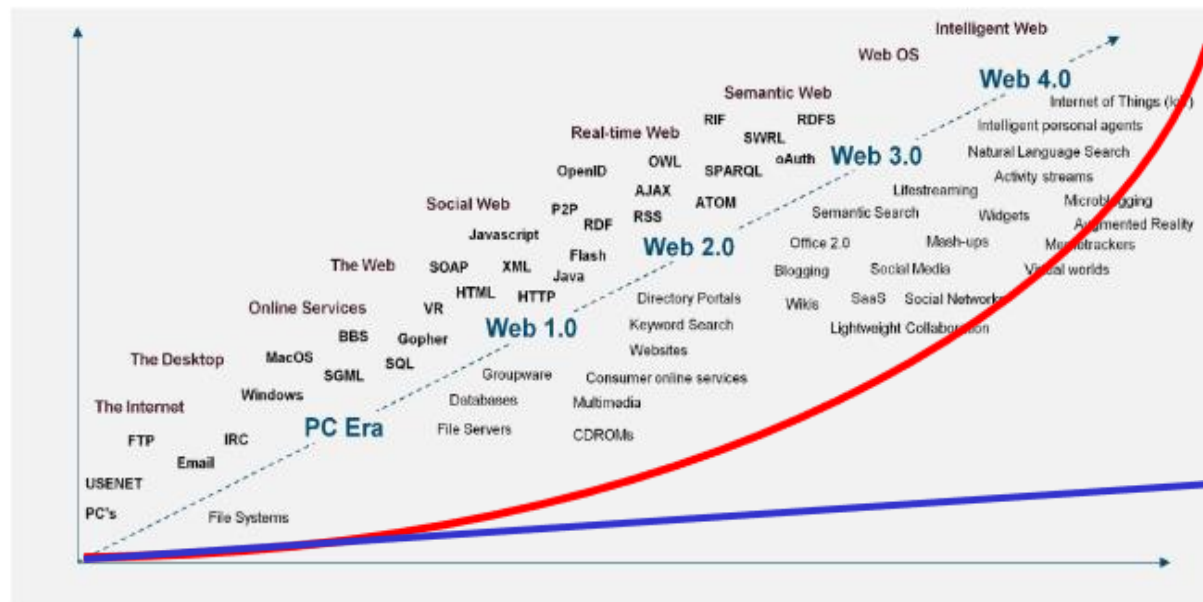 Intelligent Web
Web OS
Web 4.0
Semantic Web
Internet of Things (IoT)
RIF
RDFS
Intelligent personal agents
Real-time Web
SWRL
Natural Language Search
OWL
oAuth
Web 3.0
OpenID
SPARQL
Activity streams
AJAX
Lifestreaming
Social Web
P2P
ATOM
Microblogging
RDF
RSS
Semantic Search
Widgets
Augmented Reality
Javascript
Web 2.0
Office 2.0
Mash-ups
Memetrackers
Flash
The Web
SOAP
XML
Java
Blogging
Social Media
Virtual worlds
HTML
HTTP
Directory Portals
Wikis
SaaS
Social Networks
Online Services
VR
Web 1.0
Keyword Search
Lightweight Collaboration
BBS
Gopher
Websites
The Desktop
MacOS
SQL
SGML
Groupware
Consumer online services
Windows
Databases
Multimedia
The Internet
PC Era
File Servers
CDROMs
FTP
IRC
Email
USENET
PC's
File Systems